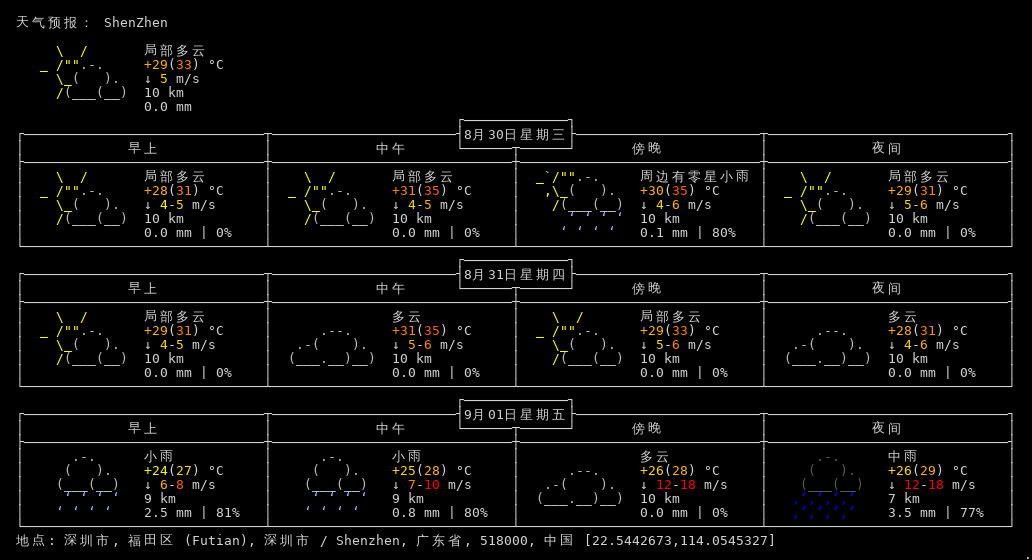 天气预报： ShenZhen
局部多云
+29(33) °C
↓ 5 m/s
10 km
0.0 mm
8月30日星期三
早上 中午 傍晚 夜间
局部多云 局部多云 周边有零星小雨 局部多云
+28(31) °C +31(35) °C +30(35) °C +29(31) °C
↓ 4-5 m/s ↓ 4-5 m/s ↓ 4-6 m/s ↓ 5-6 m/s
10 km 10 km 10 km 10 km
0.0 mm | 0% 0.0 mm | 0% 0.1 mm | 80% 0.0 mm | 0%
8月31日星期四
早上 中午 傍晚 夜间
局部多云 多云 局部多云 多云
+29(31) °C +31(35) °C +29(33) °C +28(31) °C
↓ 4-5 m/s ↓ 5-6 m/s ↓ 5-6 m/s ↓ 4-6 m/s
10 km 10 km 10 km 10 km
0.0 mm | 0% 0.0 mm | 0% 0.0 mm | 0% 0.0 mm | 0%
9月01日星期五
早上 中午 傍晚 夜间
小雨 小雨 多云 中雨
+24(27) °C +25(28) °C +26(28) °C +26(29) °C
↓ 6-8 m/s ↓ 7-10 m/s ↓ 12-18 m/s ↓ 12-18 m/s
9 km 9 km 10 km 7 km
2.5 mm | 81% 0.8 mm | 80% 0.0 mm | 0% 3.5 mm | 77%
地点: 深圳市, 福田区 (Futian), 深圳市 / Shenzhen, 广东省, 518000, 中国 [22.5442673,114.0545327]